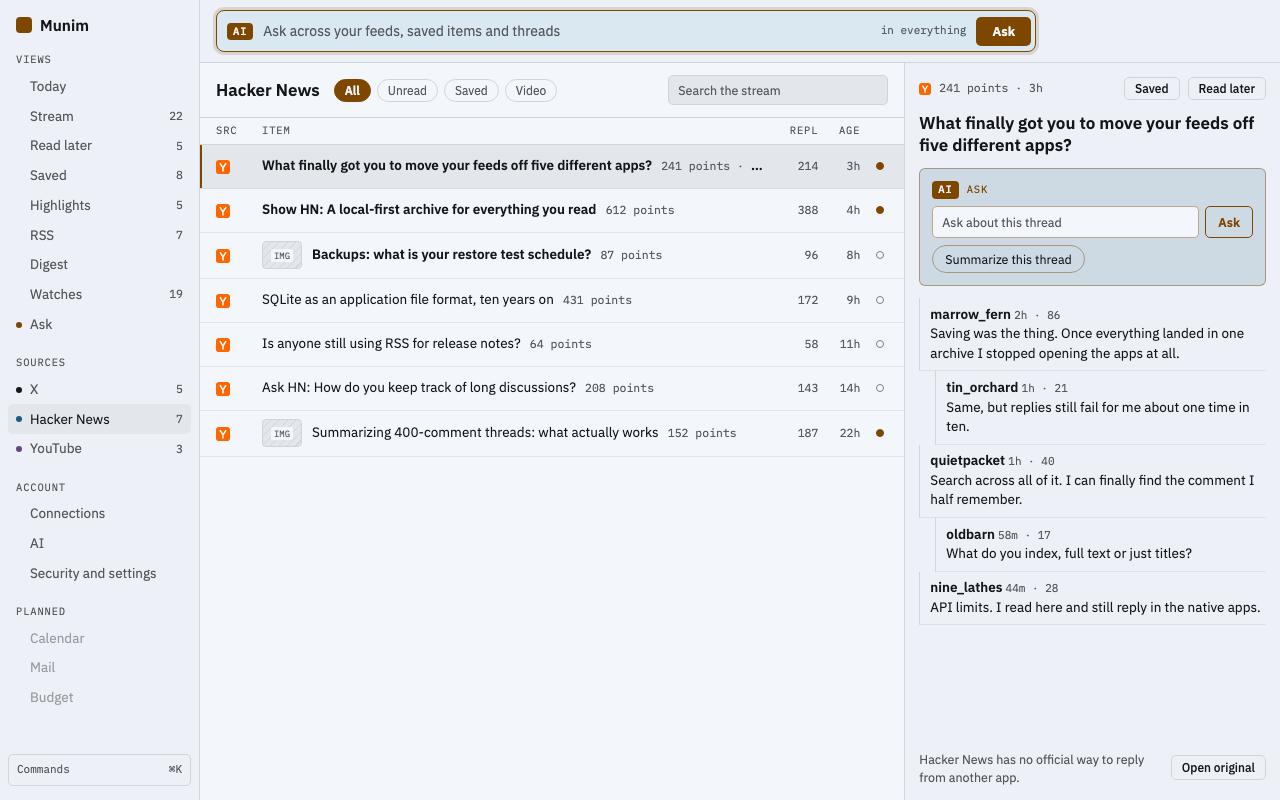 Munim
VIEWS
Today
Stream 22
Read later 5
Saved 8
Highlights 5
RSS 7
Digest
Watches 19
Ask
SOURCES
X 5
Hacker News 7
YouTube 3
ACCOUNT
Connections
AI
Security and settings
PLANNED
Calendar
Mail
Budget
Commands ⌘K
AI Ask across your feeds, saved items and threads in everything Ask
Hacker News All Unread Saved Video Search the stream
SRC ITEM REPL AGE
Y What finally got you to move your feeds off five different apps? 241 points · … 214 3h
Y Show HN: A local-first archive for everything you read 612 points 388 4h
Y IMG Backups: what is your restore test schedule? 87 points 96 8h
Y SQLite as an application file format, ten years on 431 points 172 9h
Y Is anyone still using RSS for release notes? 64 points 58 11h
Y Ask HN: How do you keep track of long discussions? 208 points 143 14h
Y IMG Summarizing 400-comment threads: what actually works 152 points 187 22h
Y 241 points · 3h Saved Read later
What finally got you to move your feeds off
five different apps?
AI ASK
Ask about this thread Ask
Summarize this thread
marrow_fern 2h · 86
Saving was the thing. Once everything landed in one
archive I stopped opening the apps at all.
tin_orchard 1h · 21
Same, but replies still fail for me about one time in
ten.
quietpacket 1h · 40
Search across all of it. I can finally find the comment I
half remember.
oldbarn 58m · 17
What do you index, full text or just titles?
nine_lathes 44m · 28
API limits. I read here and still reply in the native apps.
Hacker News has no official way to reply
from another app.
Open original